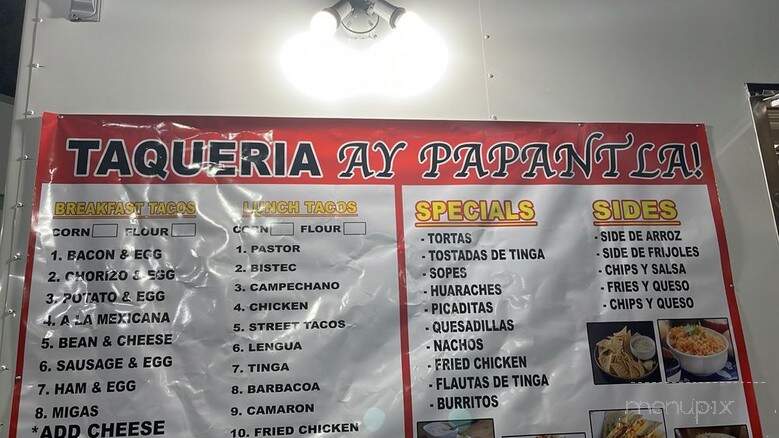 TAQUERIA AY PAPANTLA!
BREAKFAST TACOS
CORN FLOUR
1. BACON & EGG
2. CHORIZO & EGG
3. POTATO & EGG
4. A LA MEXICANA
5. BEAN & CHEESE
6. SAUSAGE & EGG
7. HAM & EGG
8. MIGAS
*ADD CHEESE
LUNCH TACOS
CORN FLOUR
1. PASTOR
2. BISTEC
3. CAMPECHANO
4. CHICKEN
5. STREET TACOS
6. LENGUA
7. TINGA
8. BARBACOA
9. CAMARON
10. FRIED CHICKEN
SPECIALS
- TORTAS
- TOSTADAS DE TINGA
- SOPES
- HUARACHES
- PICADITAS
- QUESADILLAS
- NACHOS
- FRIED CHICKEN
- FLAUTAS DE TINGA
- BURRITOS
SIDES
- SIDE DE ARROZ
- SIDE DE FRIJOLES
- CHIPS Y SALSA
- FRIES Y QUESO
- CHIPS Y QUESO
menupix